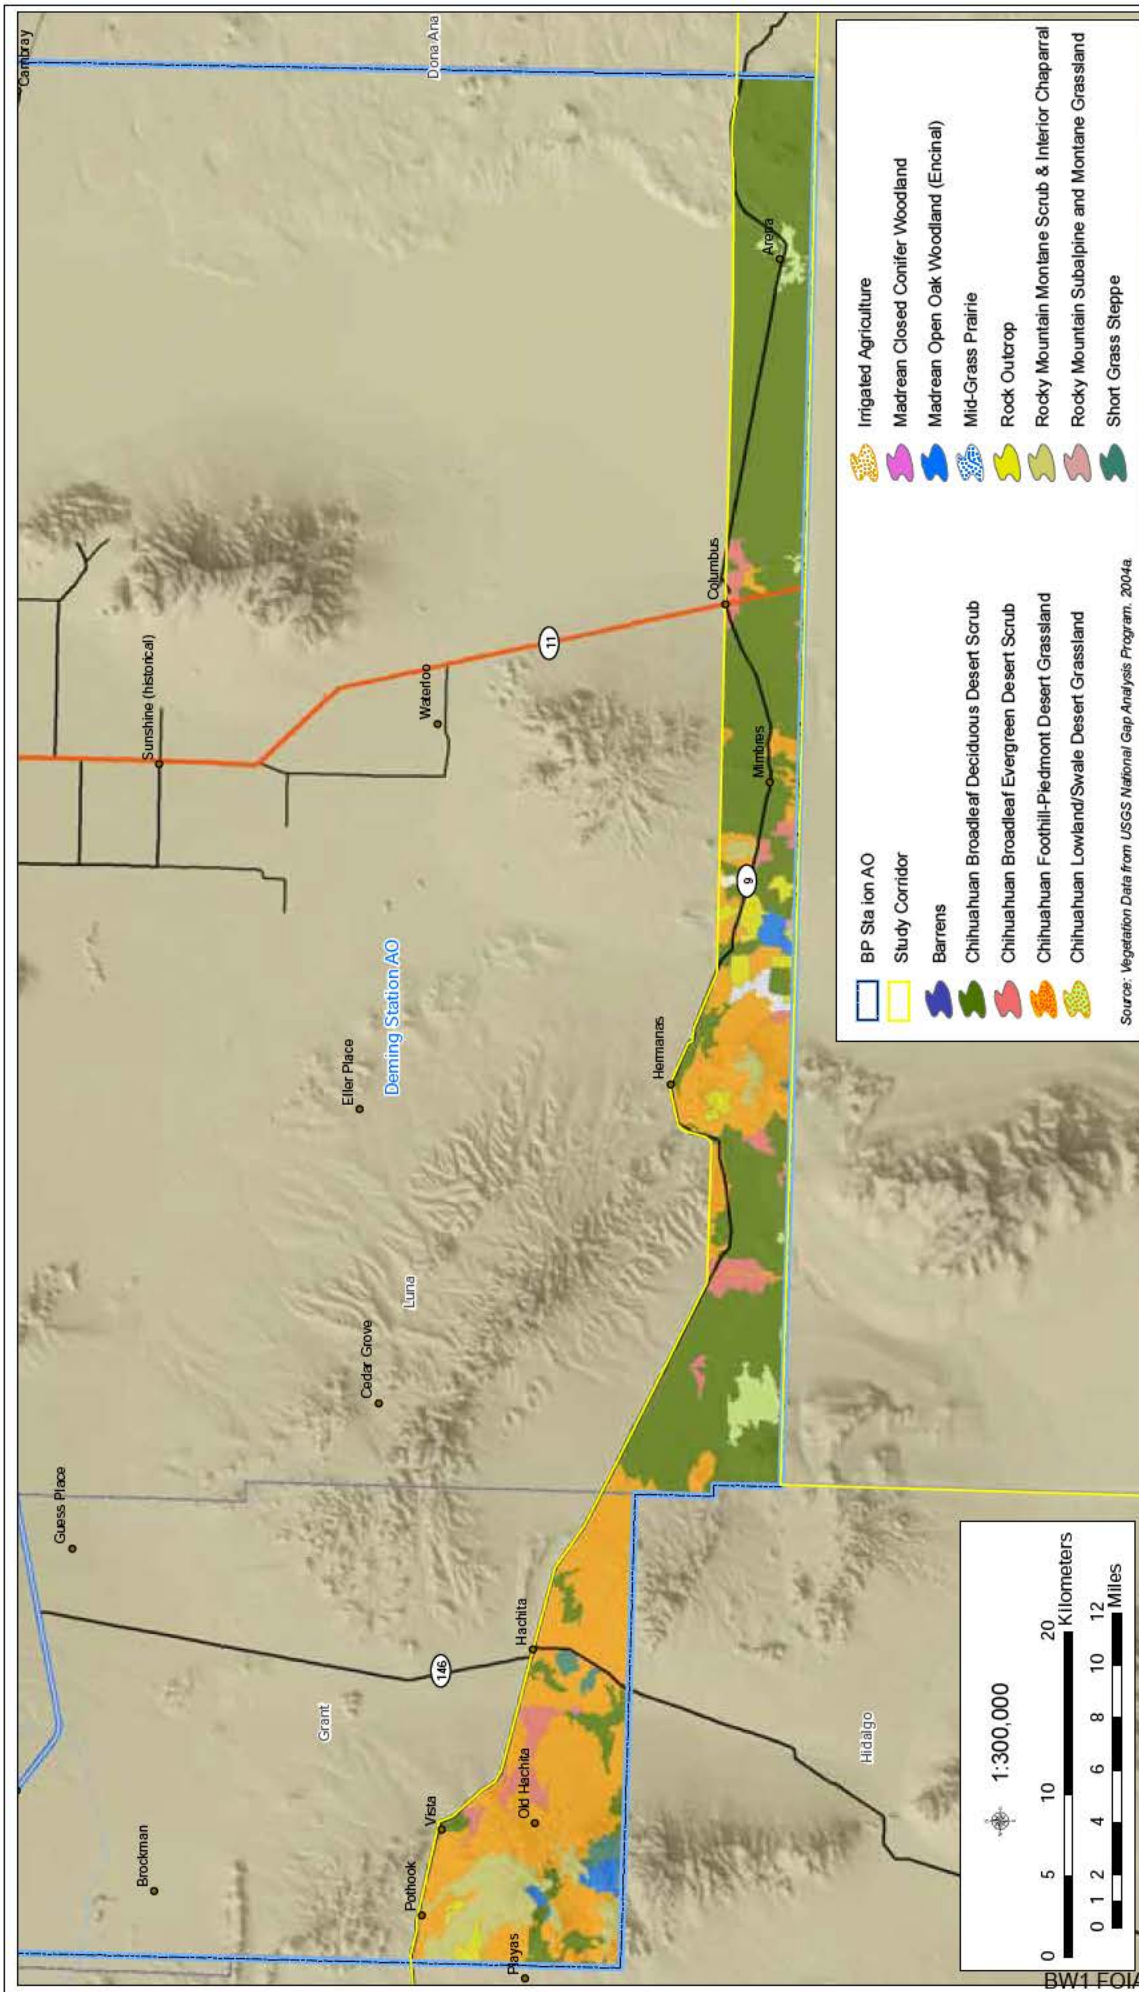 Cambray
Dona Ana
Guess Place
Sunshine (historical)
Brockman
Grant
146
Eller Place
Deming Station AO
Waterloo
Cedar Grove
Luna
11
Pothook
Vista
Hachita
Playas
Old Hachita
Hermanas
9
Mimbres
Columbus
Arena
Hidalgo
1:300,000
0 5 10 20
Kilometers
0 1 2 4 6 8 10 12
Miles
BP Sta ion AO
Study Corridor
Barrens
Chihuahuan Broadleaf Deciduous Desert Scrub
Chihuahuan Broadleaf Evergreen Desert Scrub
Chihuahuan Foothill-Piedmont Desert Grassland
Chihuahuan Lowland/Swale Desert Grassland
Irrigated Agriculture
Madrean Closed Conifer Woodland
Madrean Open Oak Woodland (Encinal)
Mid-Grass Prairie
Rock Outcrop
Rocky Mountain Montane Scrub & Interior Chaparral
Rocky Mountain Subalpine and Montane Grassland
Short Grass Steppe
Source: Vegetation Data from USGS National Gap Analysis Program. 2004a.
BW1 FOIA